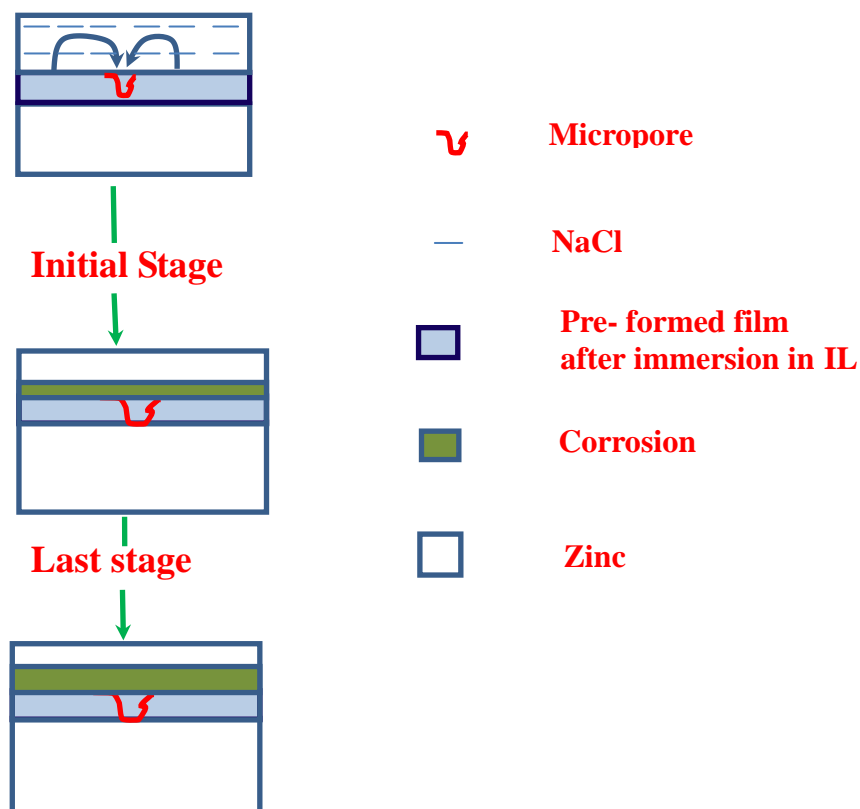 Initial Stage
Last stage
Micropore
NaCl
Pre- formed film
after immersion in IL
Corrosion
Zinc